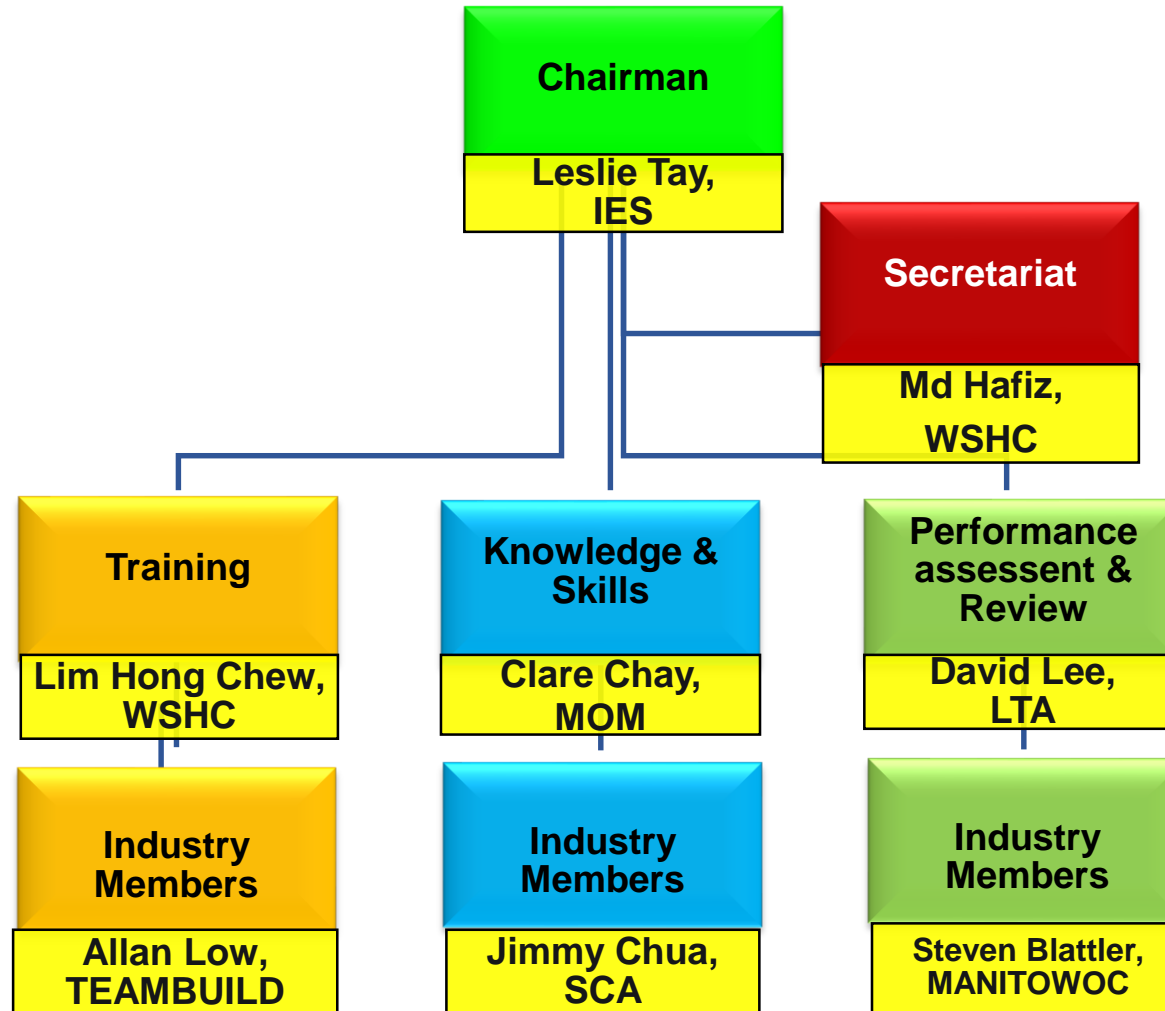 Chairman
Leslie Tay,
IES
Secretariat
Md Hafiz,
WSHC
Training
Lim Hong Chew,
WSHC
Knowledge &
Skills
Clare Chay,
MOM
Performance
assessent &
Review
David Lee,
LTA
Industry
Members
Allan Low,
TEAMBUILD
Industry
Members
Jimmy Chua,
SCA
Industry
Members
Steven Blattler,
MANITOWOC